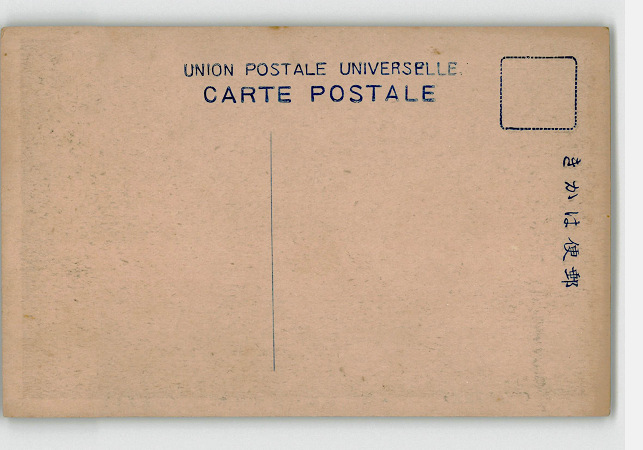 UNION POSTALE UNIVERSELLE.
CARTE POSTALE
きかは便郵